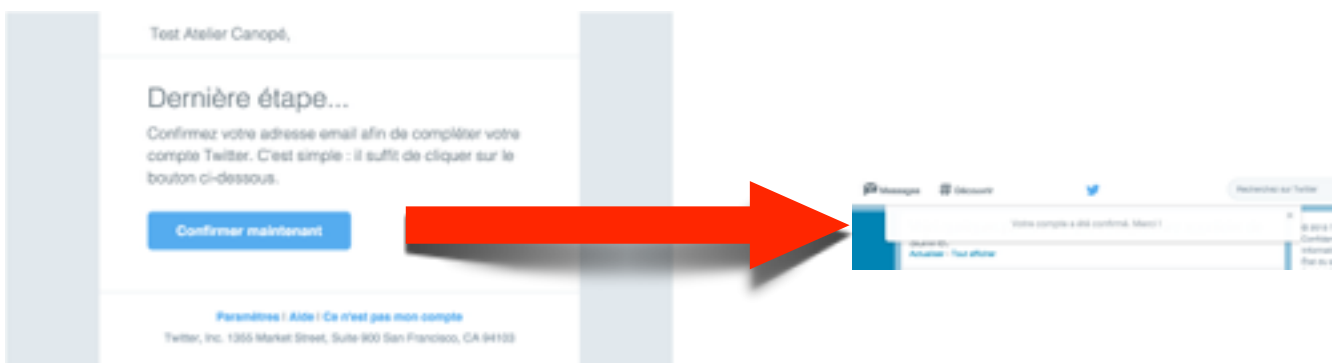 Test Atelier Canopé,
Dernière étape...
Confirmez votre adresse email afin de compléter votre
compte Twitter. C'est simple : il suffit de cliquer sur le
bouton ci-dessous.
Confirmer maintenant
Paramètres | Aide | Ce n'est pas mon compte
Twitter, Inc. 1355 Market Street, Suite 900 San Francisco, CA 94103
Messages # Découvrir Recherchez sur Twitter
Votre compte a été confirmé. Merci ! ×
Actualiser · Tout afficher